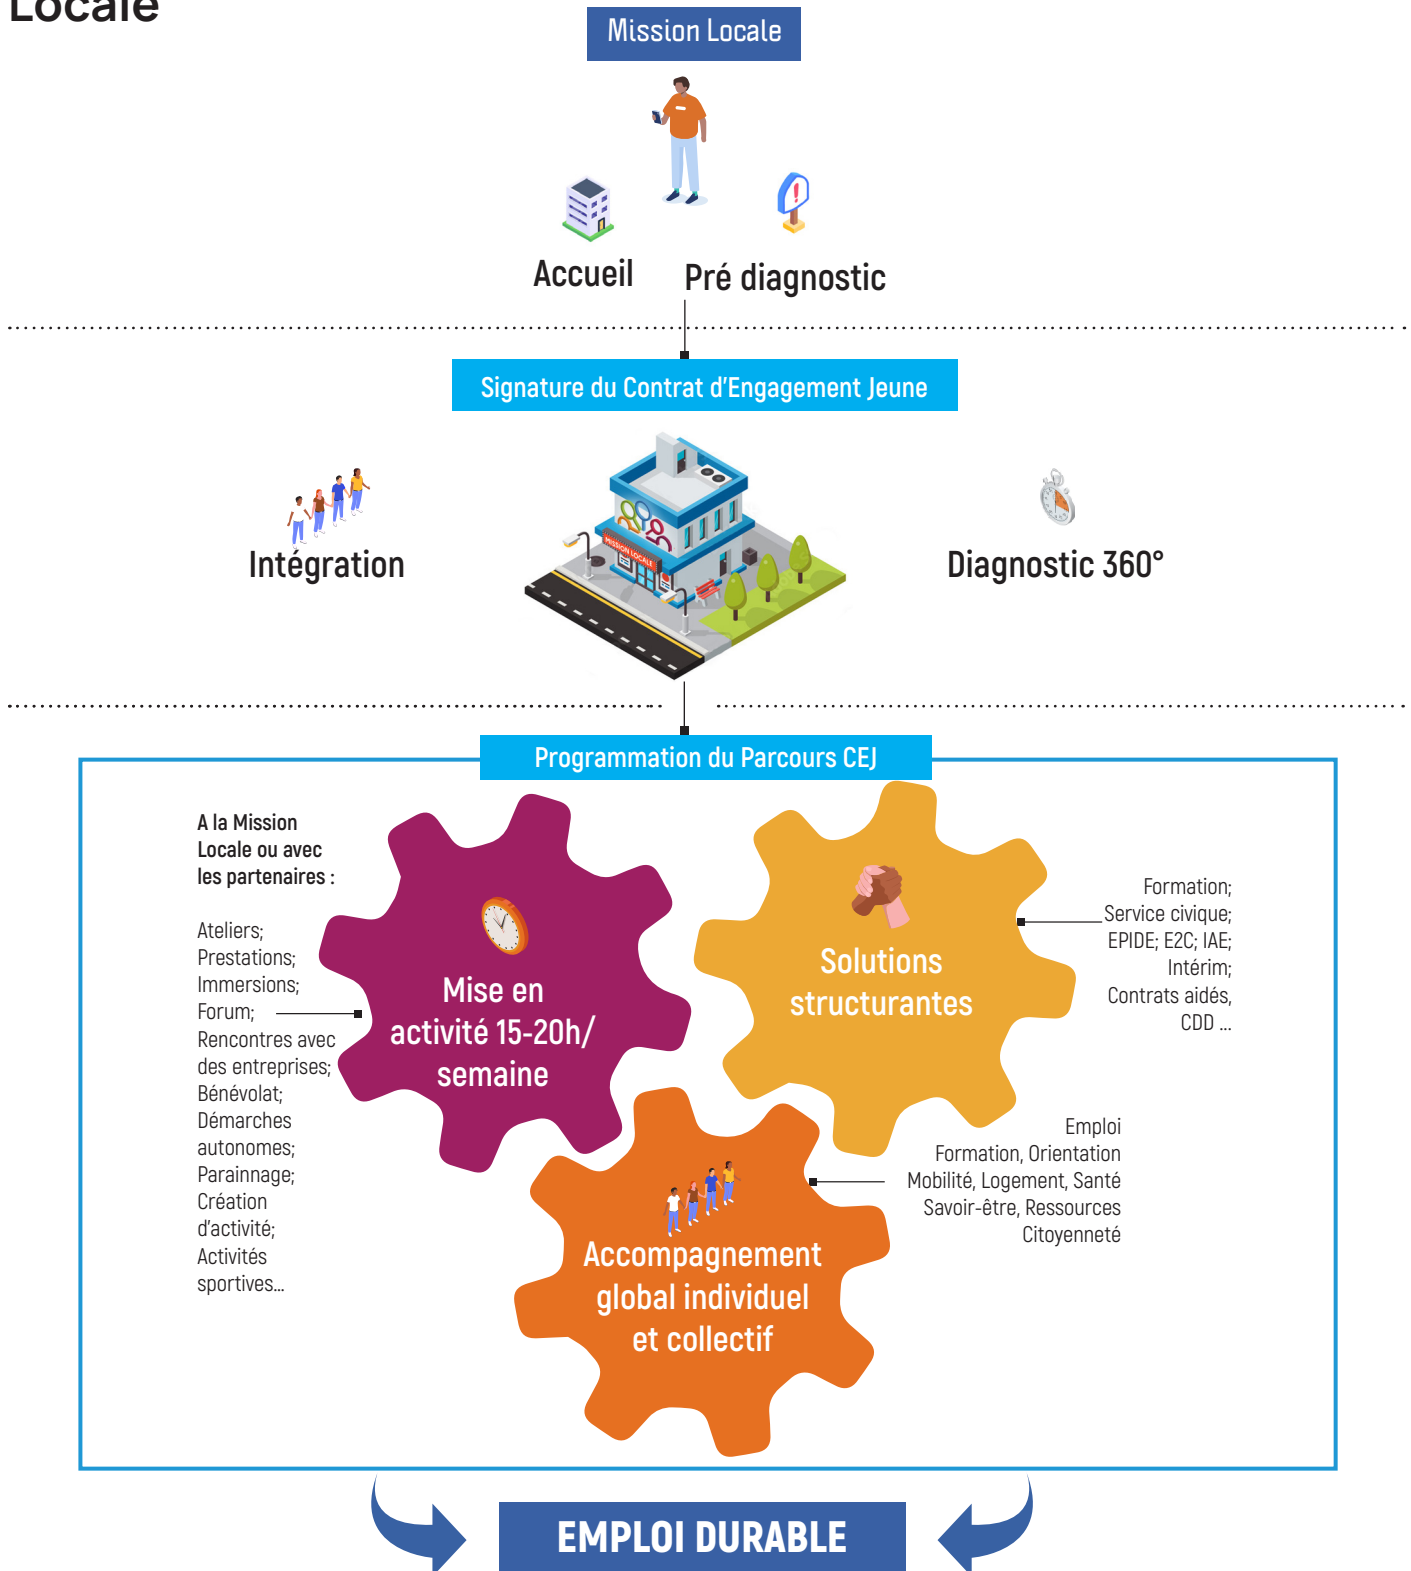 Locale
Mission Locale
Accueil
Pré diagnostic
Signature du Contrat d'Engagement Jeune
Intégration
MISSION LOCALE
Diagnostic 360°
Programmation du Parcours CEJ
A la Mission
Locale ou avec
les partenaires :
Ateliers;
Prestations;
Immersions;
Forum;
Rencontres avec
des entreprises;
Bénévolat;
Démarches
autonomes;
Parainnage;
Création
d'activité;
Activités
sportives...
Mise en
activité 15-20h/
semaine
Solutions
structurantes
Formation;
Service civique;
EPIDE; E2C; IAE;
Intérim;
Contrats aidés,
CDD ...
Accompagnement
global individuel
et collectif
Emploi
Formation, Orientation
Mobilité, Logement, Santé
Savoir-être, Ressources
Citoyenneté
EMPLOI DURABLE